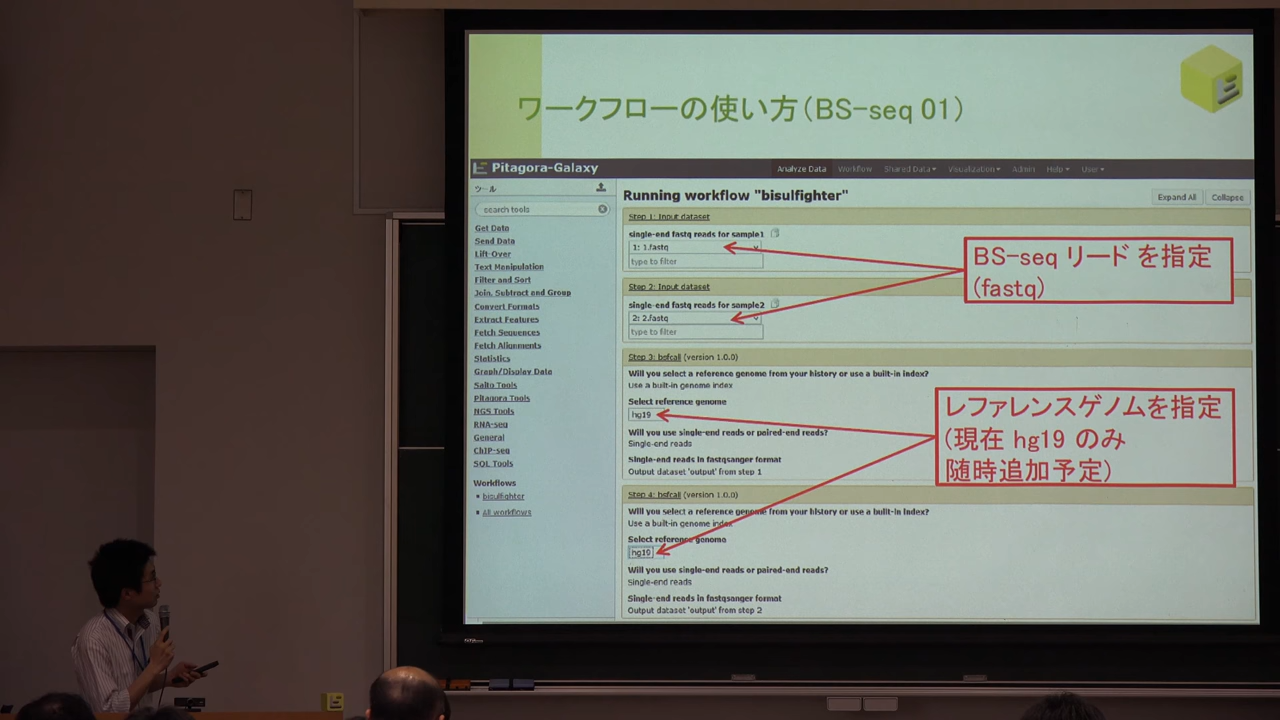 ワークフローの使い方(BS-seq 01)
Pitagora-Galaxy
Analyze Data Workflow Shared Data Visualization Admin Help User
ツール
search tools
Get Data
Send Data
Lift-Over
Text Manipulation
Filter and Sort
Join, Subtract and Group
Convert Formats
Extract Features
Fetch Sequences
Fetch Alignments
Statistics
Graph/Display Data
Saito Tools
Pitagora Tools
NGS Tools
RNA-seq
General
ChIP-seq
SQL Tools
Workflows
bisulfighter
All workflows
Running workflow "bisulfighter"
Expand All Collapse
Step 1: Input dataset
single-end fastq reads for sample1
1: 1.fastq
type to filter
Step 2: Input dataset
single-end fastq reads for sample2
2: 2.fastq
type to filter
BS-seq リード を指定
(fastq)
Step 3: bsfcall (version 1.0.0)
Will you select a reference genome from your history or use a built-in index?
Use a built-in genome index
Select reference genome
hg19
Will you use single-end reads or paired-end reads?
Single-end reads
Single-end reads in fastqsanger format
Output dataset 'output' from step 1
レファレンスゲノムを指定
(現在 hg19 のみ
随時追加予定)
Step 4: bsfcall (version 1.0.0)
Will you select a reference genome from your history or use a built-in index?
Use a built-in genome index
Select reference genome
hg19
Will you use single-end reads or paired-end reads?
Single-end reads
Single-end reads in fastqsanger format
Output dataset 'output' from step 2